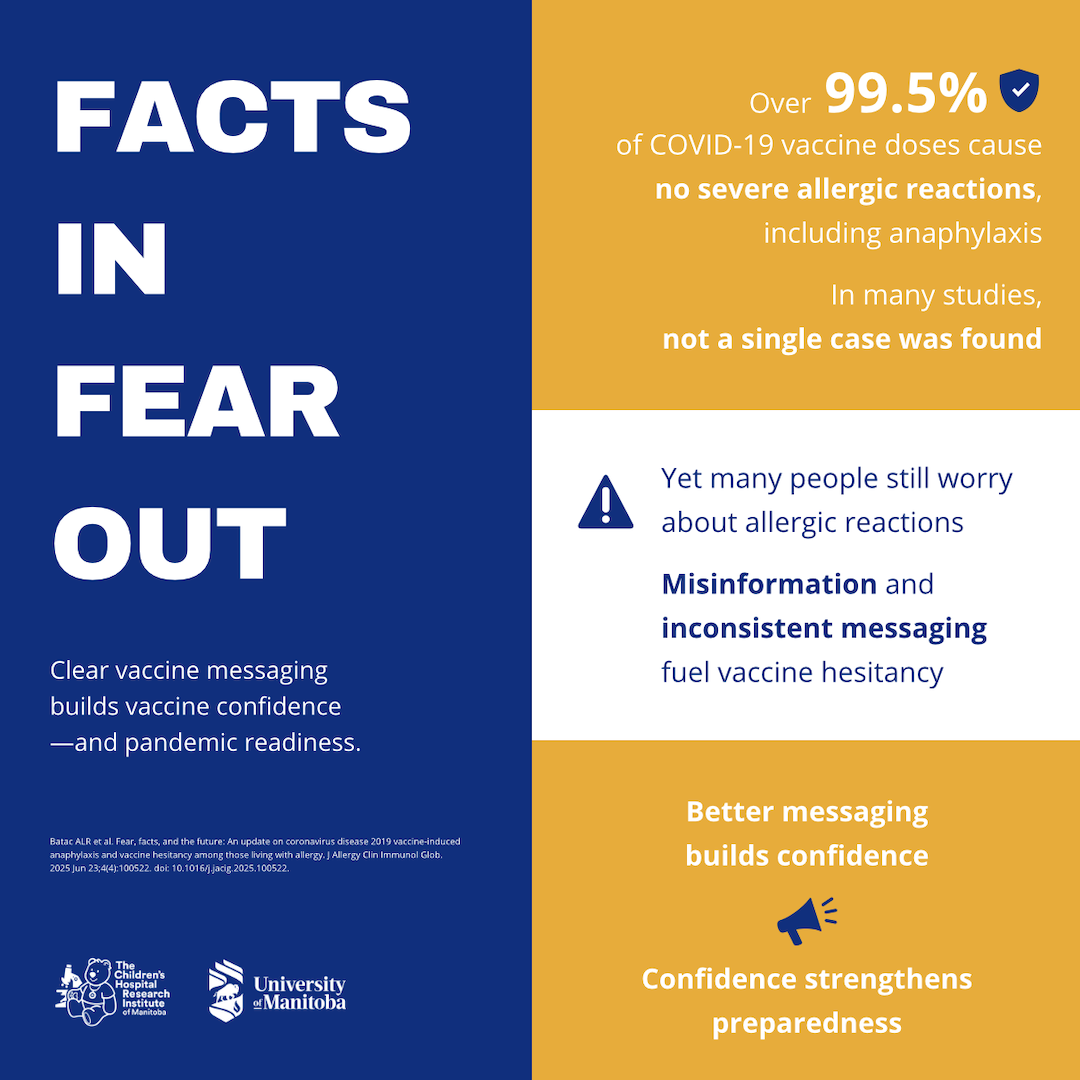 FACTS
IN
FEAR
OUT
Clear vaccine messaging
builds vaccine confidence
—and pandemic readiness.
Batac ALR et al. Fear, facts, and the future: An update on coronavirus disease 2019 vaccine-induced
anaphylaxis and vaccine hesitancy among those living with allergy. J Allergy Clin Immunol Glob.
2025 Jun 23;4(4):100522. doi: 10.1016/j.jacig.2025.100522.
The
Children's
Hospital
Research
Institute
of Manitoba
University
of Manitoba
Over 99.5%
of COVID-19 vaccine doses cause
no severe allergic reactions,
including anaphylaxis
In many studies,
not a single case was found
Yet many people still worry
about allergic reactions
Misinformation and
inconsistent messaging
fuel vaccine hesitancy
Better messaging
builds confidence
Confidence strengthens
preparedness